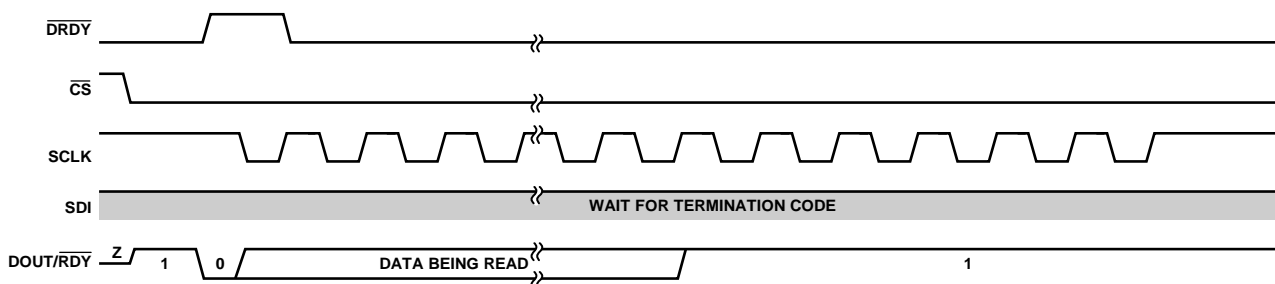 DRDY
CS
SCLK
SDI
WAIT FOR TERMINATION CODE
DOUT/RDY
Z
1
0
DATA BEING READ
1